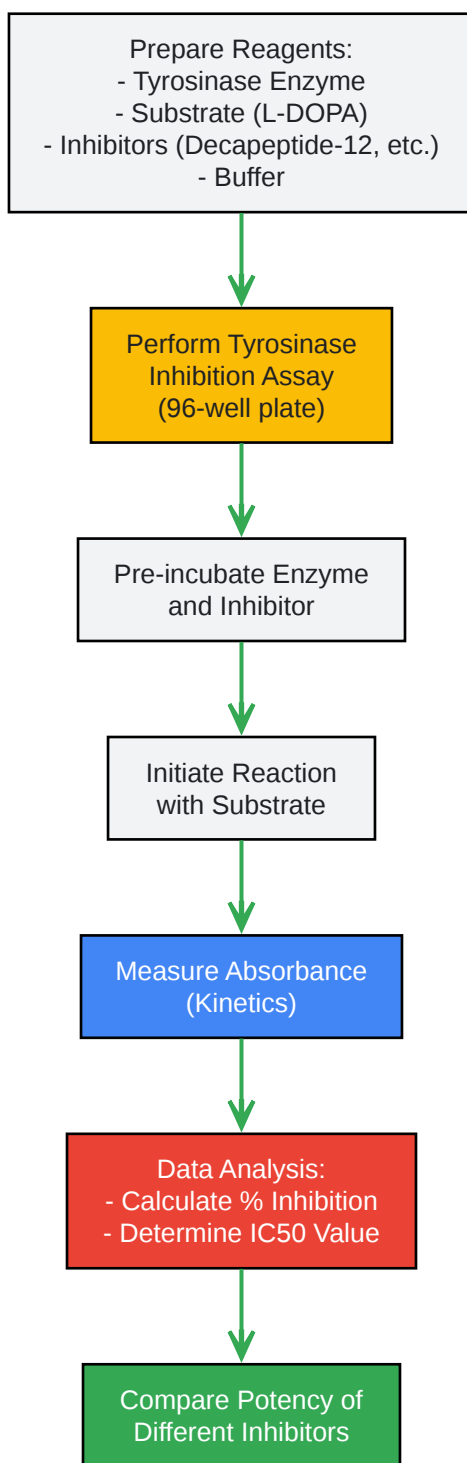 Prepare Reagents:
- Tyrosinase Enzyme
- Substrate (L-DOPA)
- Inhibitors (Decapeptide-12, etc.)
- Buffer
Perform Tyrosinase
Inhibition Assay
(96-well plate)
Pre-incubate Enzyme
and Inhibitor
Initiate Reaction
with Substrate
Measure Absorbance
(Kinetics)
Data Analysis:
- Calculate % Inhibition
- Determine IC50 Value
Compare Potency of
Different Inhibitors